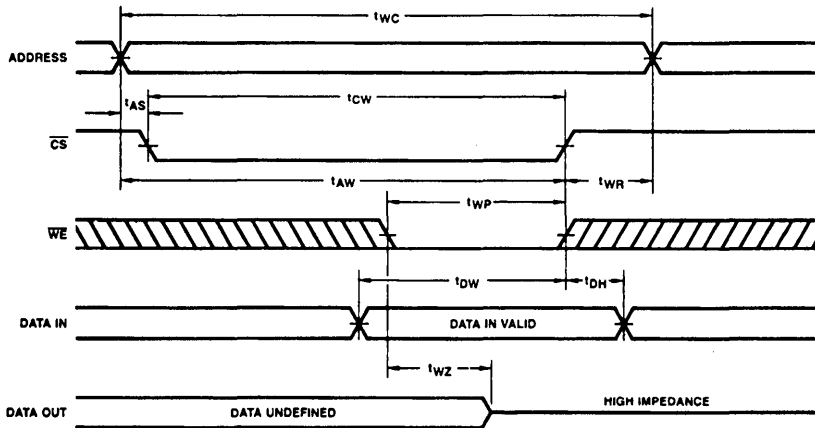 tWC
ADDRESS
tAS
tCW
CS
tAW
tWR
tWP
WE
tDW
tDH
DATA IN
DATA IN VALID
tWZ
DATA OUT
DATA UNDEFINED
HIGH IMPEDANCE